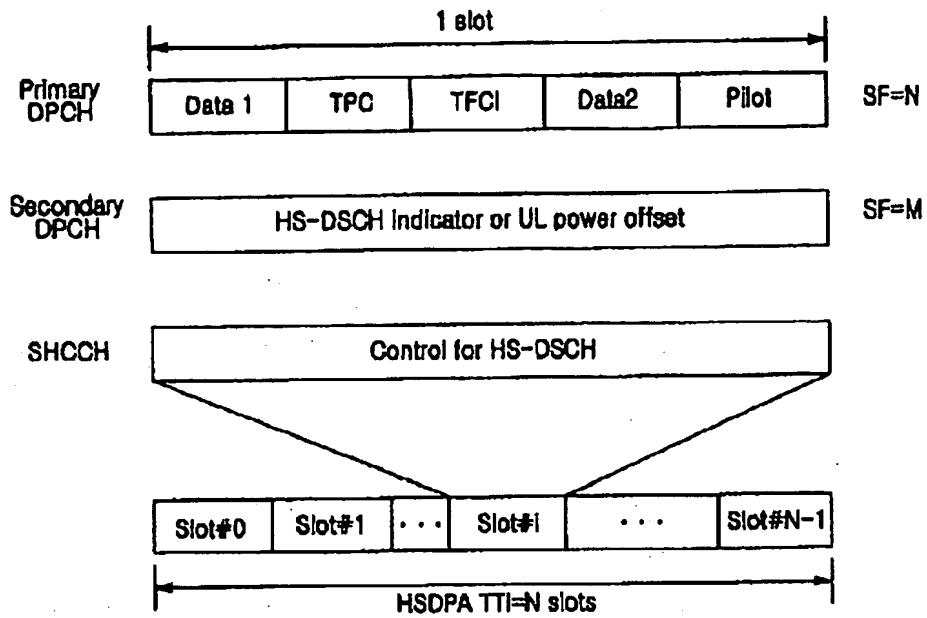 1 slot
Primary
DPCH
Data 1
TPC
TFCI
Data2
Pilot
SF=N
Secondary
DPCH
HS-DSCH Indicator or UL power offset
SF=M
SHCCH
Control for HS-DSCH
Slot#0
Slot#1
...
Slot#i
...
Slot#N-1
HSDPA TTI=N slots